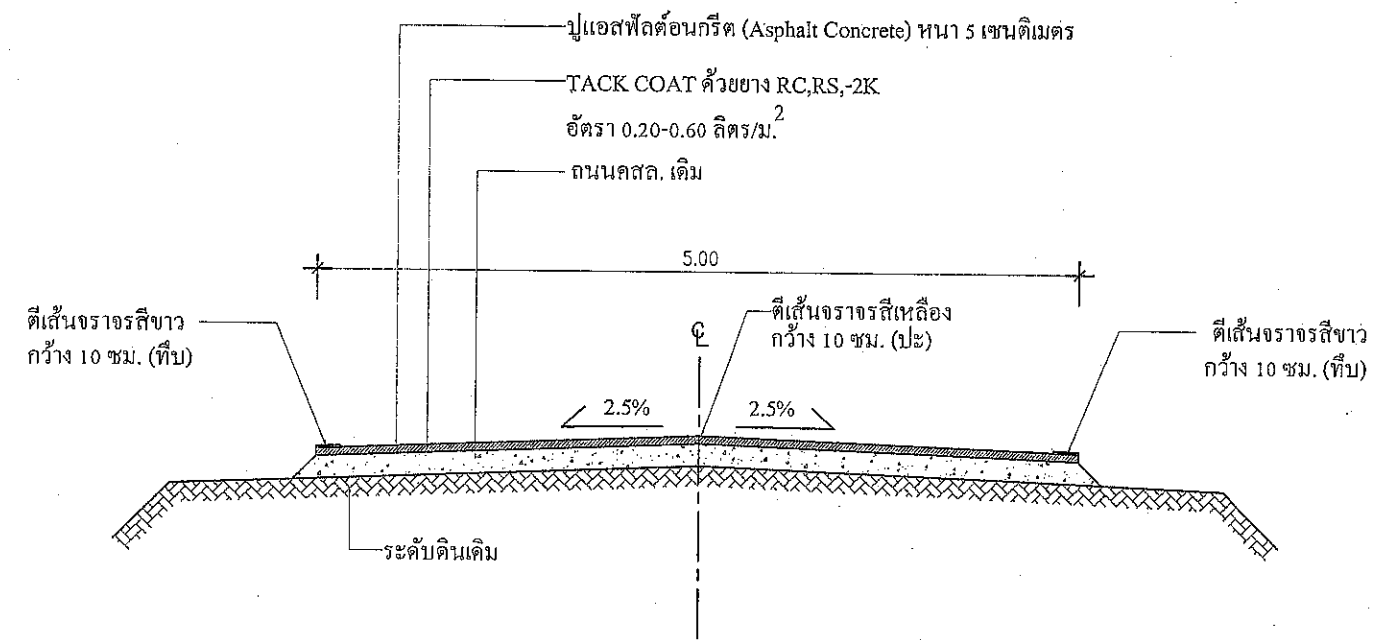 ปูแอสฟัลต์อนกรีต (Asphalt Concrete) หนา 5 เซนติเมตร
TACK COAT ด้วยยาง RC,RS,-2K
อัตรา 0.20-0.60 ลิตร/ม.2
ถนนคสล. เดิม
5.00
ตีเส้นจราจรสีขาว
กว้าง 10 ซม. (ทึบ)
ตีเส้นจราจรสีเหลือง
กว้าง 10 ซม. (ปะ)
ตีเส้นจราจรสีขาว
กว้าง 10 ซม. (ทึบ)
℄
2.5%
2.5%
ระดับดินเดิม